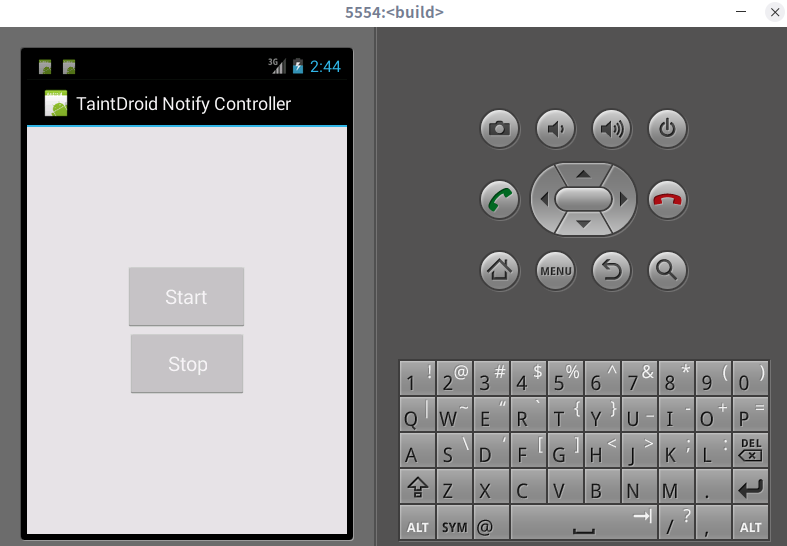 5554:<build>
3G 2:44
TaintDroid Notify Controller
Start
Stop
MENU
1 ! 2 @ 3 # 4 $ 5 % 6 ^ 7 & 8 * 9 ( 0 )
Q | W ~ E “ R ` T { Y } U _ I - O + P =
A S \ D ‘ F [ G ] H < J > K ; L : DEL
Z X C V B N M .
ALT SYM @ / ? , ALT